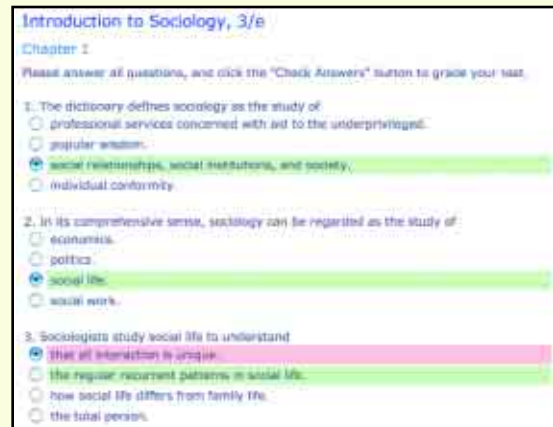 Introduction to Sociology, 3/e
Chapter 1
Please answer all questions, and click the "Check Answers" button to grade your test.
1. The dictionary defines sociology as the study of
professional services concerned with aid to the underprivileged.
popular wisdom.
social relationships, social institutions, and society.
individual conformity.
2. In its comprehensive sense, sociology can be regarded as the study of
economics.
politics.
social life.
social work.
3. Sociologists study social life to understand
that all interaction is unique.
the regular recurrent patterns in social life.
how social life differs from family life.
the total person.